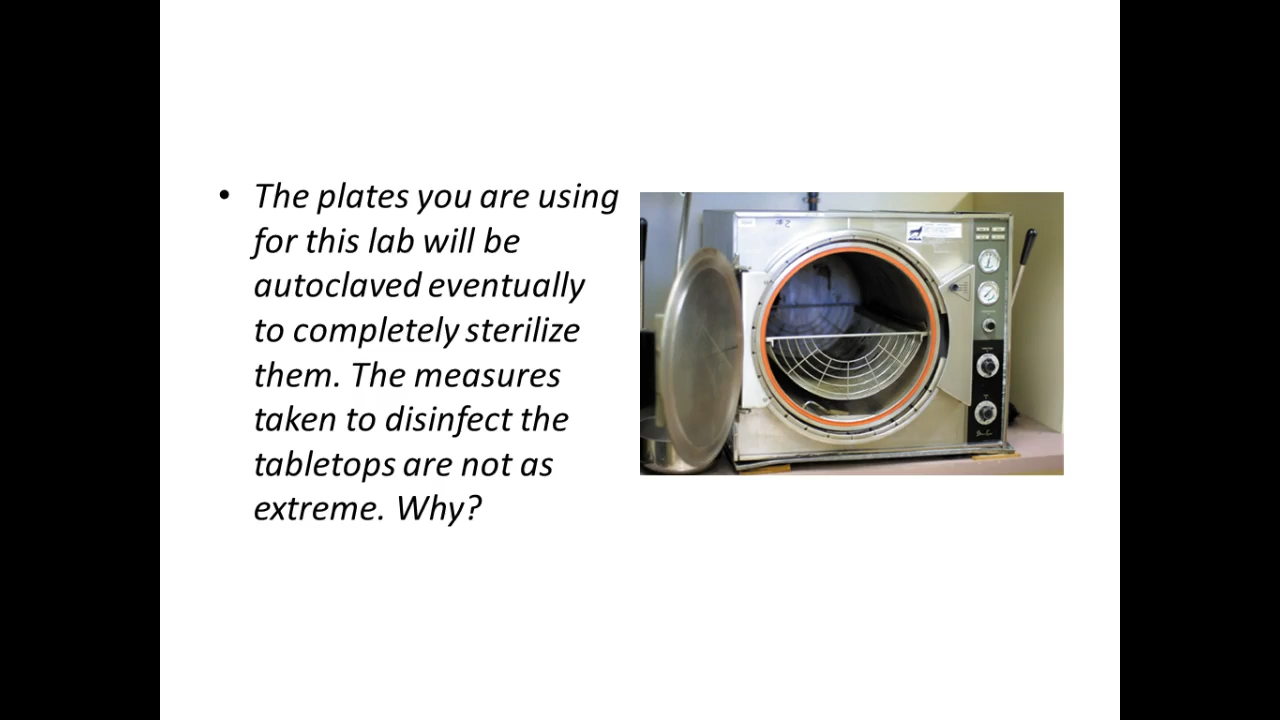 • The plates you are using
for this lab will be
autoclaved eventually
to completely sterilize
them. The measures
taken to disinfect the
tabletops are not as
extreme. Why?
#2